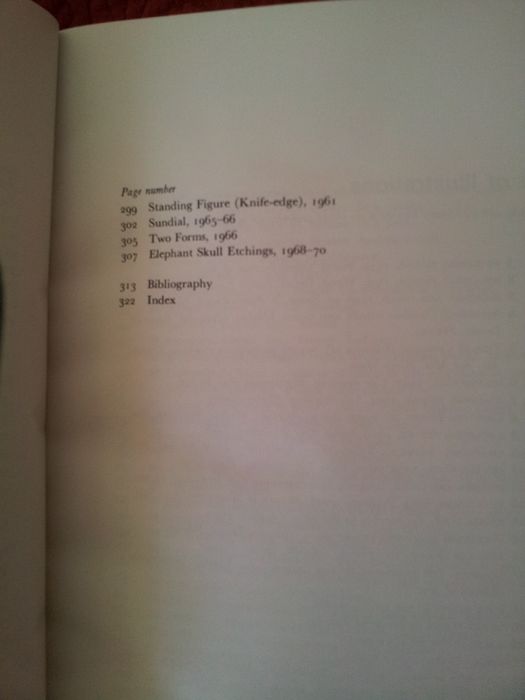 Page number
299 Standing Figure (Knife-edge), 1961
302 Sundial, 1965–66
305 Two Forms, 1966
307 Elephant Skull Etchings, 1968–70
313 Bibliography
322 Index